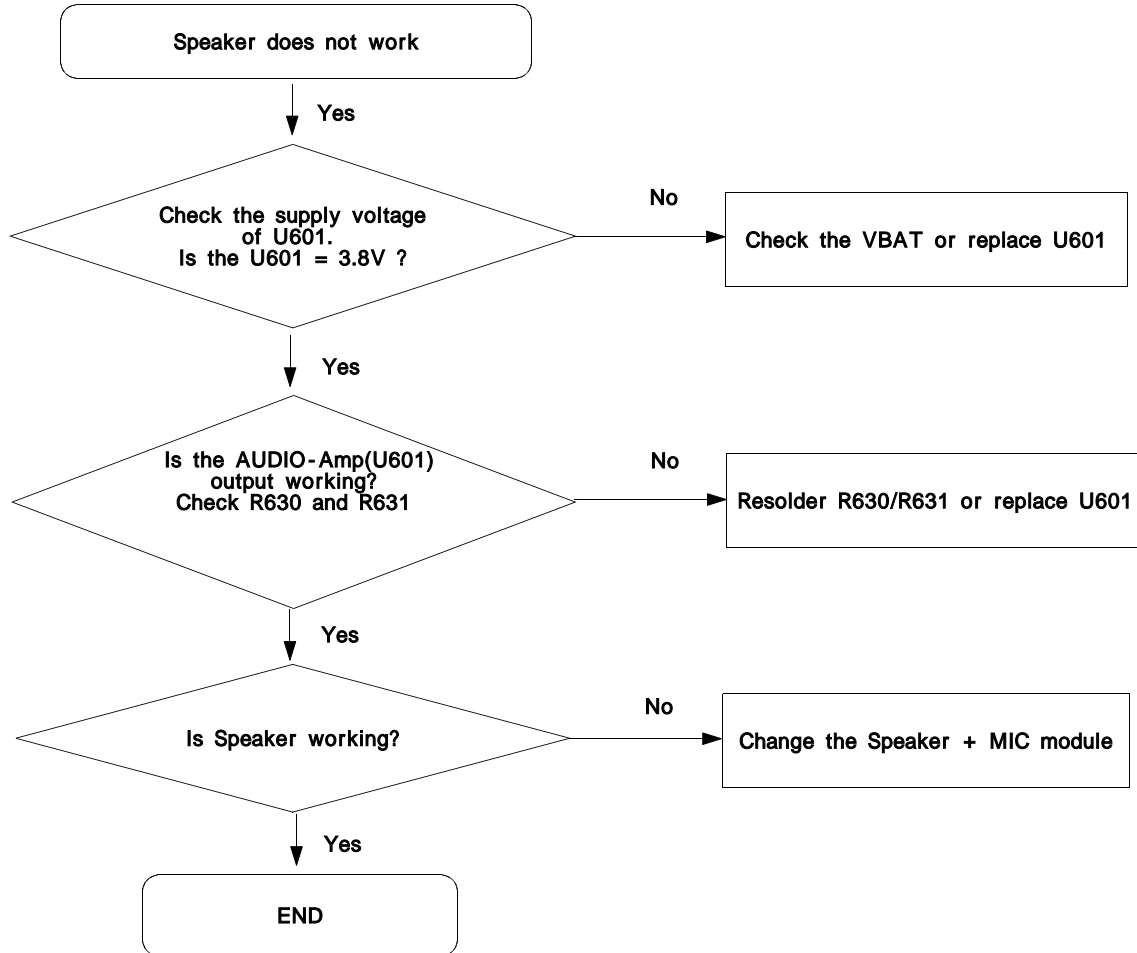 Speaker does not work
Yes
Check the supply voltage
of U601.
Is the U601 = 3.8V ?
No
Check the VBAT or replace U601
Yes
Is the AUDIO-Amp(U601)
output working?
Check R630 and R631
No
Resolder R630/R631 or replace U601
Yes
Is Speaker working?
No
Change the Speaker + MIC module
Yes
END